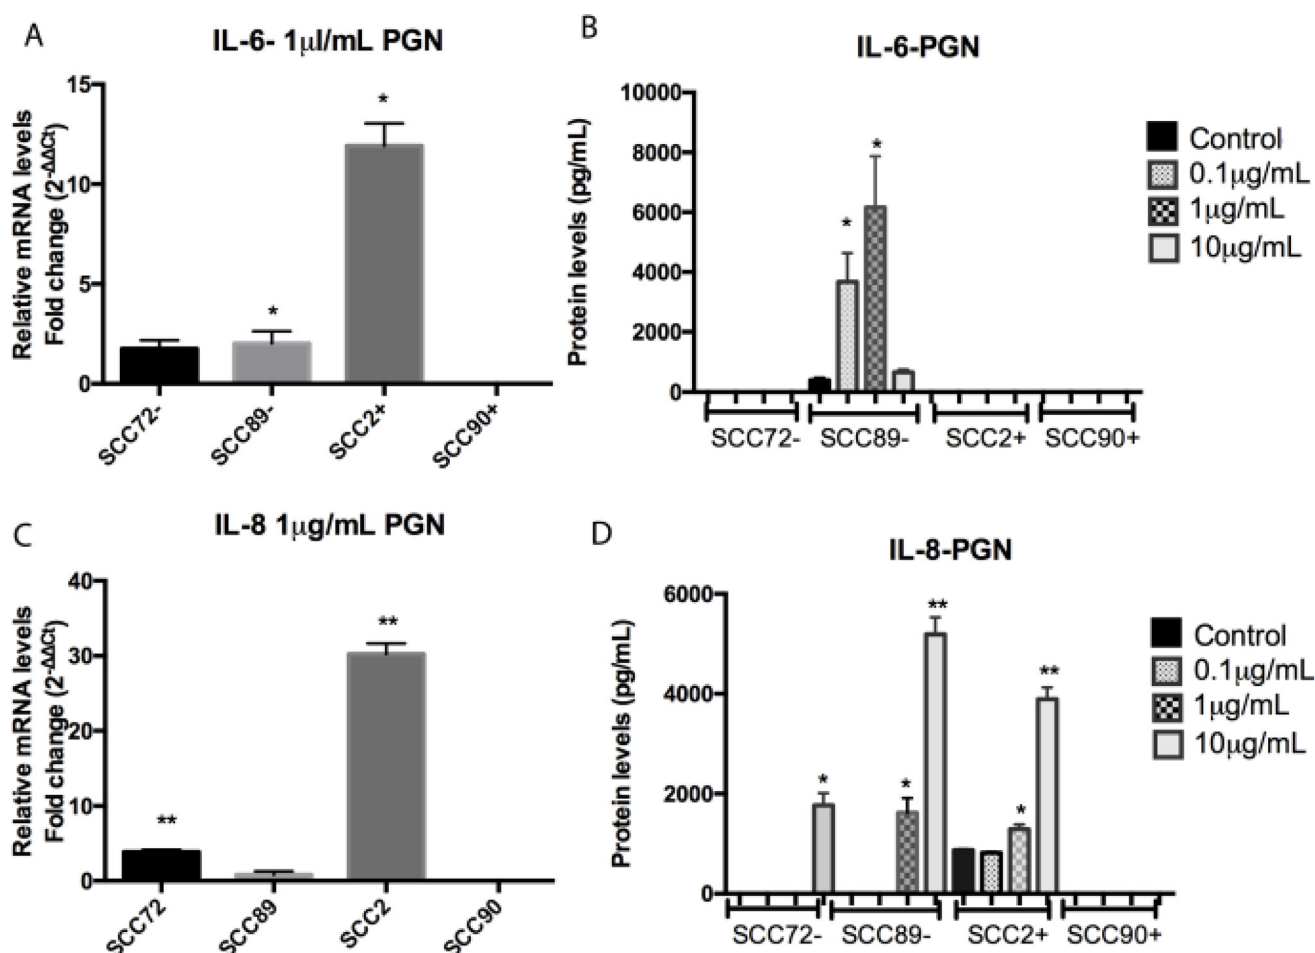 A
IL-6- 1µl/mL PGN
Relative mRNA levels
Fold change (2-ΔΔCt)
15
10
5
0
*
*
SCC72-
SCC89-
SCC2+
SCC90+
B
IL-6-PGN
Protein levels (pg/mL)
10000
8000
6000
4000
2000
0
*
*
SCC72-
SCC89-
SCC2+
SCC90+
Control
0.1µg/mL
1µg/mL
10µg/mL
C
IL-8 1µg/mL PGN
Relative mRNA levels
Fold change (2-ΔΔCt)
40
30
20
10
0
**
**
SCC72
SCC89
SCC2
SCC90
D
IL-8-PGN
Protein levels (pg/mL)
6000
4000
2000
0
*
*
**
*
**
SCC72-
SCC89-
SCC2+
SCC90+
Control
0.1µg/mL
1µg/mL
10µg/mL